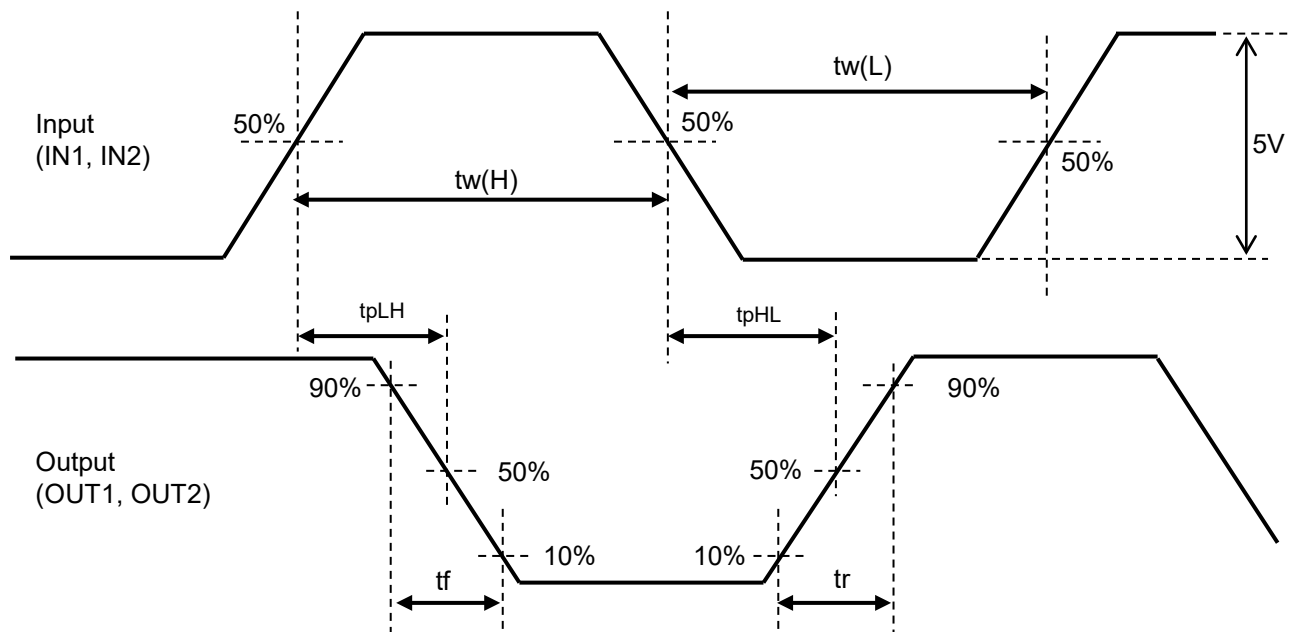 tw(L)
Input
(IN1, IN2)
50%
50%
50%
5V
tw(H)
tpLH
tpHL
90%
90%
Output
(OUT1, OUT2)
50%
50%
10%
10%
tf
tr